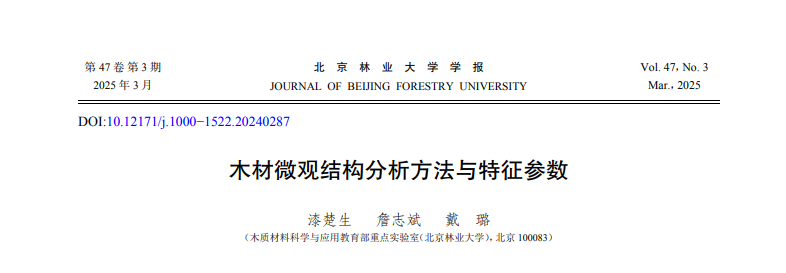 第 47 卷 第 3 期 北京林业大学学报 Vol. 47, No. 3
2025 年 3 月 JOURNAL OF BEIJING FORESTRY UNIVERSITY Mar., 2025
DOI:10.12171/j.1000−1522.20240287
木材微观结构分析方法与特征参数
漆楚生 詹志斌 戴 璐
（木质材料科学与应用教育部重点实验室（北京林业大学），北京 100083）